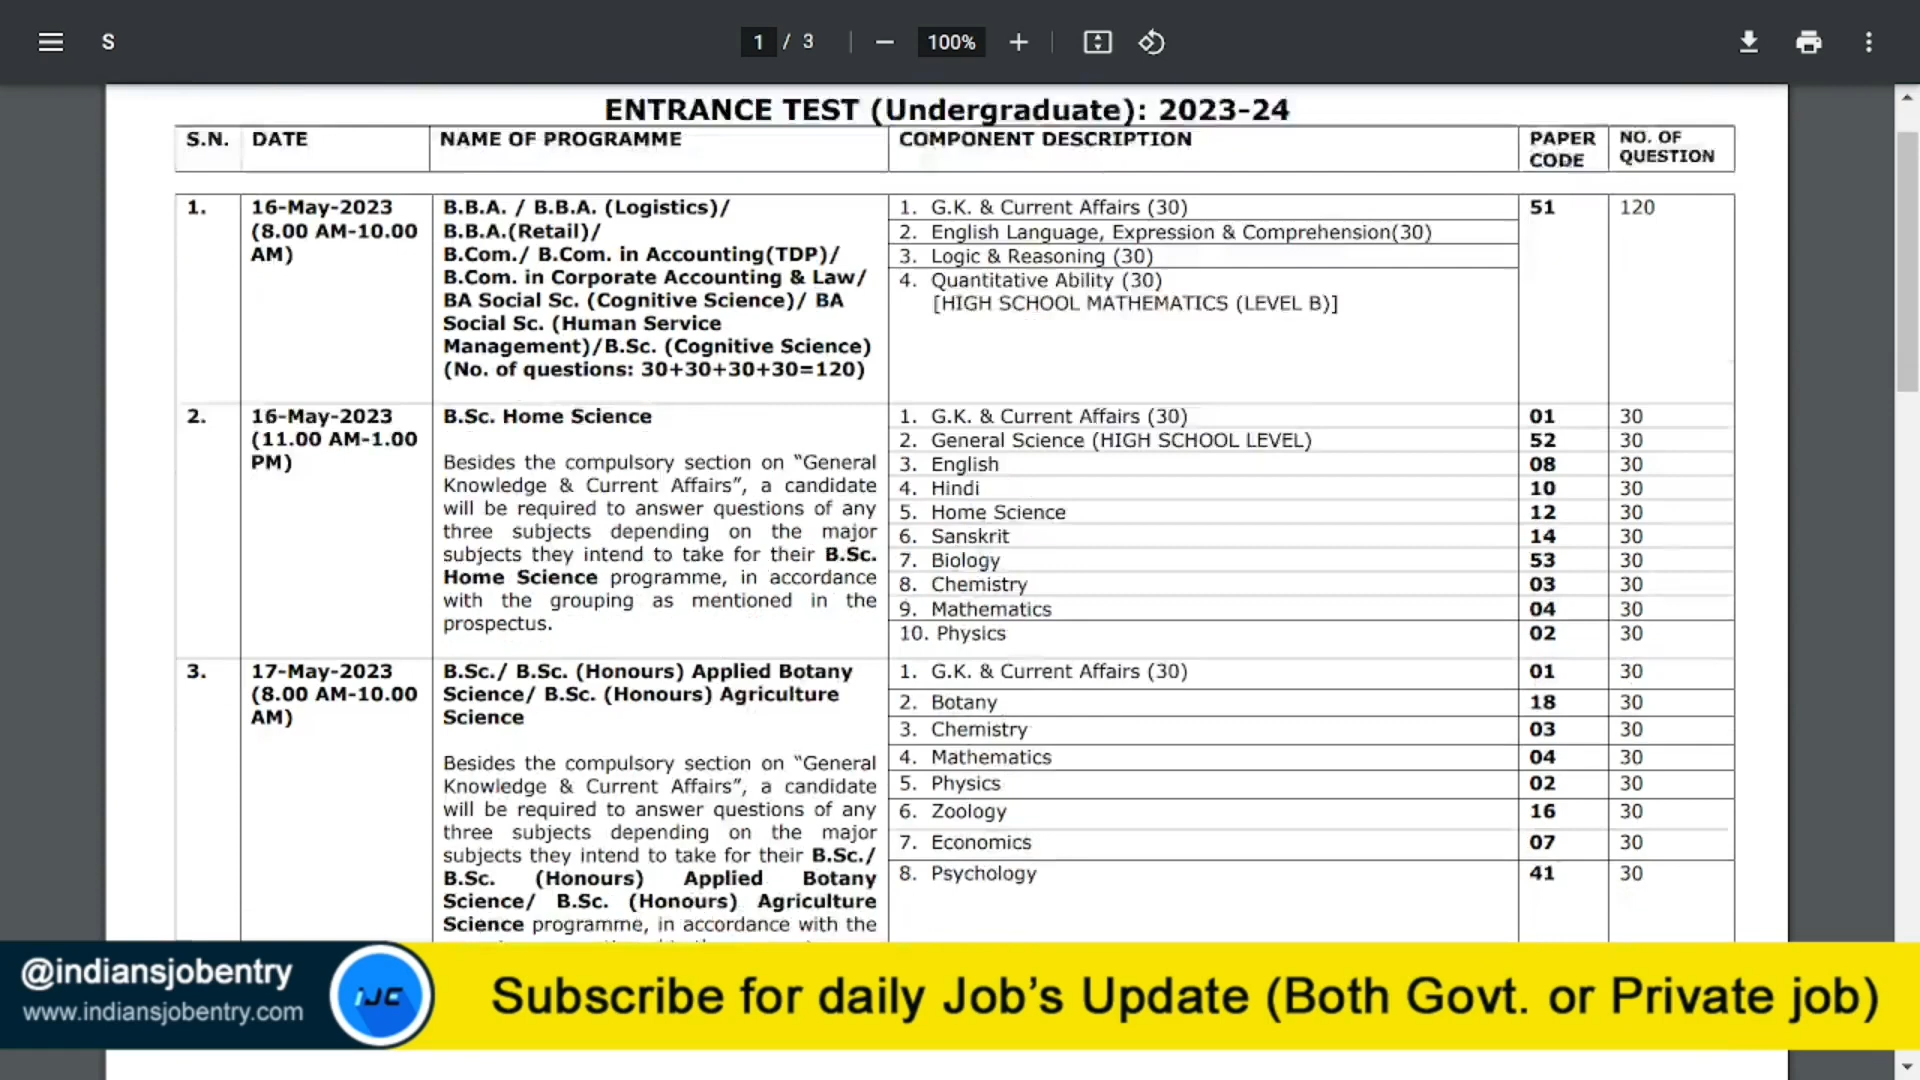 S
1 / 3
100%
ENTRANCE TEST (Undergraduate): 2023-24
S.N. DATE NAME OF PROGRAMME COMPONENT DESCRIPTION PAPER CODE NO. OF QUESTION
1.
16-May-2023
(8.00 AM-10.00
AM)
B.B.A. / B.B.A. (Logistics)/
B.B.A.(Retail)/
B.Com./ B.Com. in Accounting(TDP)/
B.Com. in Corporate Accounting & Law/
BA Social Sc. (Cognitive Science)/ BA
Social Sc. (Human Service
Management)/B.Sc. (Cognitive Science)
(No. of questions: 30+30+30+30=120)
1. G.K. & Current Affairs (30)
2. English Language, Expression & Comprehension(30)
3. Logic & Reasoning (30)
4. Quantitative Ability (30)
[HIGH SCHOOL MATHEMATICS (LEVEL B)]
51 120
2.
16-May-2023
(11.00 AM-1.00
PM)
B.Sc. Home Science
Besides the compulsory section on “General
Knowledge & Current Affairs”, a candidate
will be required to answer questions of any
three subjects depending on the major
subjects they intend to take for their B.Sc.
Home Science programme, in accordance
with the grouping as mentioned in the
prospectus.
1. G.K. & Current Affairs (30) 01 30
2. General Science (HIGH SCHOOL LEVEL) 52 30
3. English 08 30
4. Hindi 10 30
5. Home Science 12 30
6. Sanskrit 14 30
7. Biology 53 30
8. Chemistry 03 30
9. Mathematics 04 30
10. Physics 02 30
3.
17-May-2023
(8.00 AM-10.00
AM)
B.Sc./ B.Sc. (Honours) Applied Botany
Science/ B.Sc. (Honours) Agriculture
Science
Besides the compulsory section on “General
Knowledge & Current Affairs”, a candidate
will be required to answer questions of any
three subjects depending on the major
subjects they intend to take for their B.Sc./
B.Sc. (Honours) Applied Botany
Science/ B.Sc. (Honours) Agriculture
Science programme, in accordance with the
1. G.K. & Current Affairs (30) 01 30
2. Botany 18 30
3. Chemistry 03 30
4. Mathematics 04 30
5. Physics 02 30
6. Zoology 16 30
7. Economics 07 30
8. Psychology 41 30
@indiansjobentry
www.indiansjobentry.com
iJC
Subscribe for daily Job’s Update (Both Govt. or Private job)